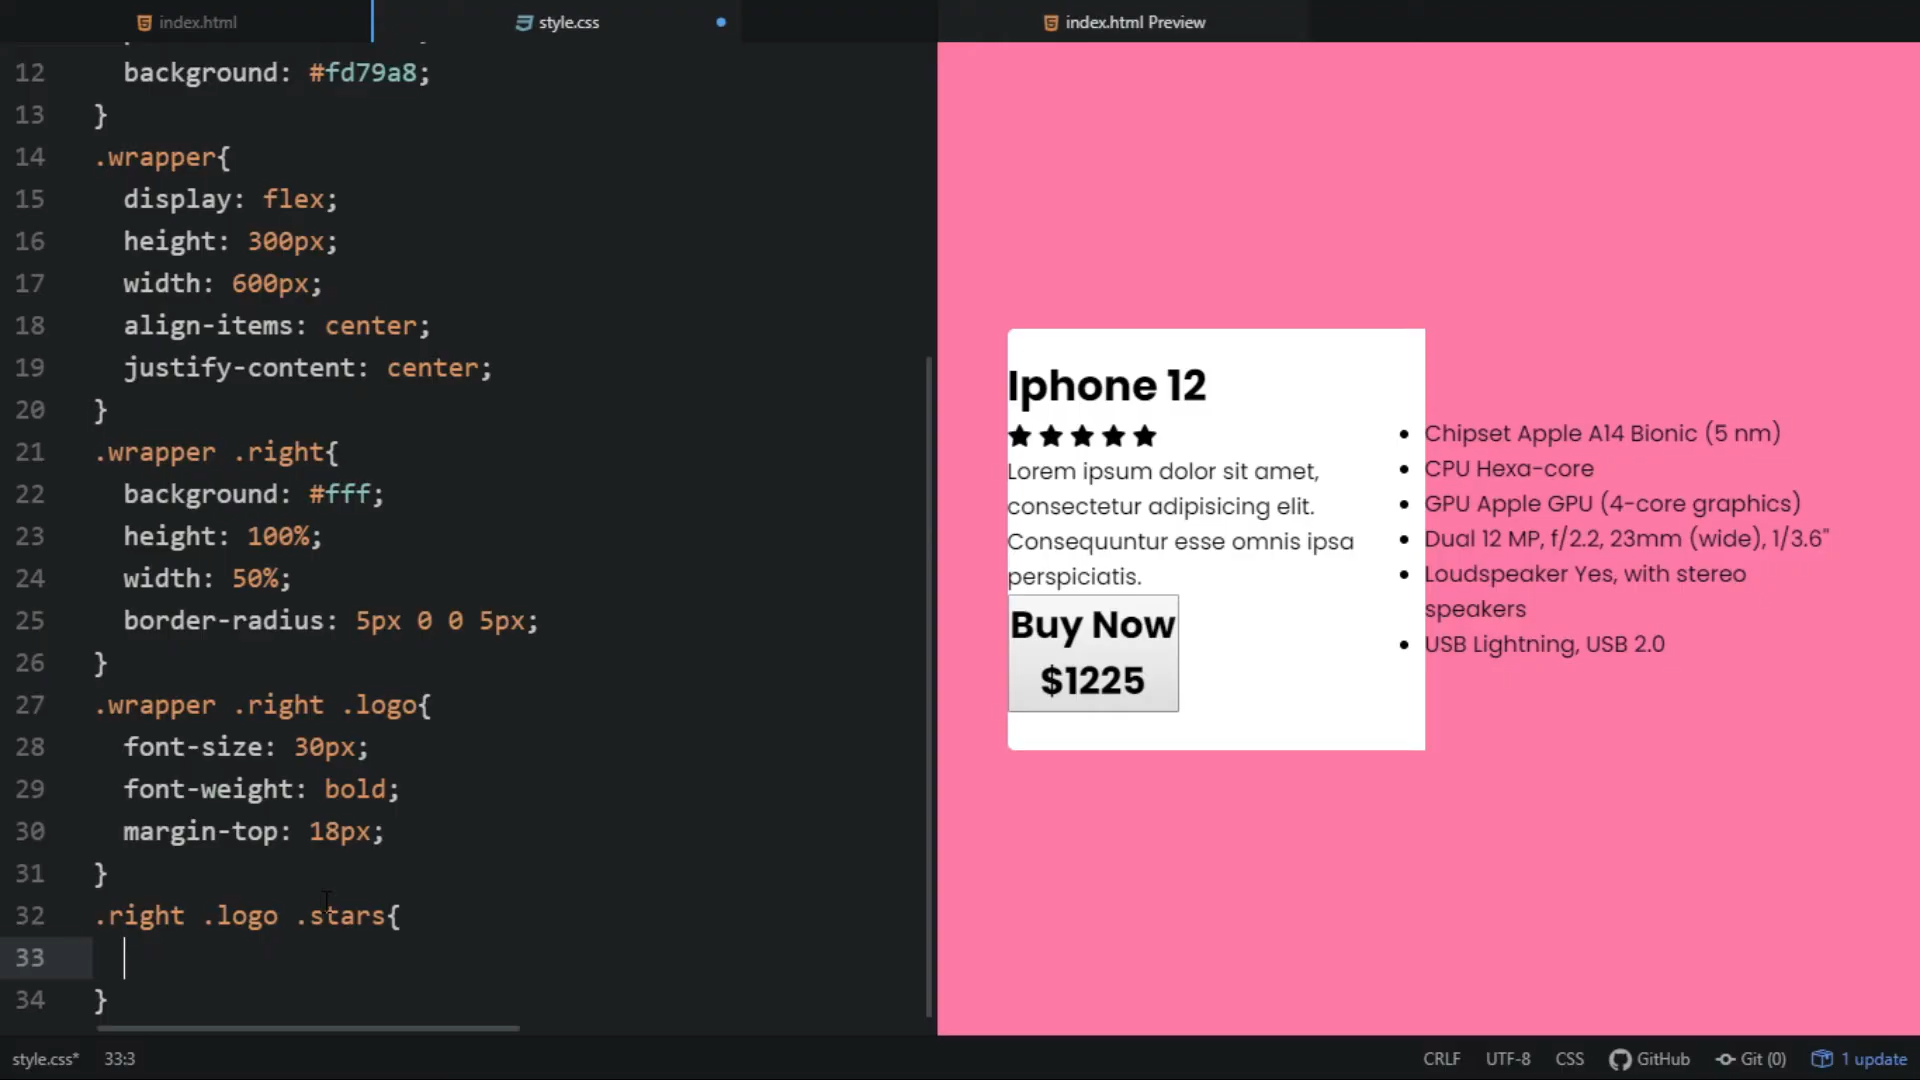 index.html
style.css
index.html Preview
12 background: #fd79a8;
13 }
14 .wrapper{
15 display: flex;
16 height: 300px;
17 width: 600px;
18 align-items: center;
19 justify-content: center;
20 }
21 .wrapper .right{
22 background: #fff;
23 height: 100%;
24 width: 50%;
25 border-radius: 5px 0 0 5px;
26 }
27 .wrapper .right .logo{
28 font-size: 30px;
29 font-weight: bold;
30 margin-top: 18px;
31 }
32 .right .logo .stars{
33
34 }
Iphone 12
Lorem ipsum dolor sit amet,
consectetur adipisicing elit.
Consequuntur esse omnis ipsa
perspiciatis.
Buy Now
$1225
Chipset Apple A14 Bionic (5 nm)
CPU Hexa-core
GPU Apple GPU (4-core graphics)
Dual 12 MP, f/2.2, 23mm (wide), 1/3.6"
Loudspeaker Yes, with stereo
speakers
USB Lightning, USB 2.0
style.css* 33:3
CRLF UTF-8 CSS GitHub Git (0) 1 update